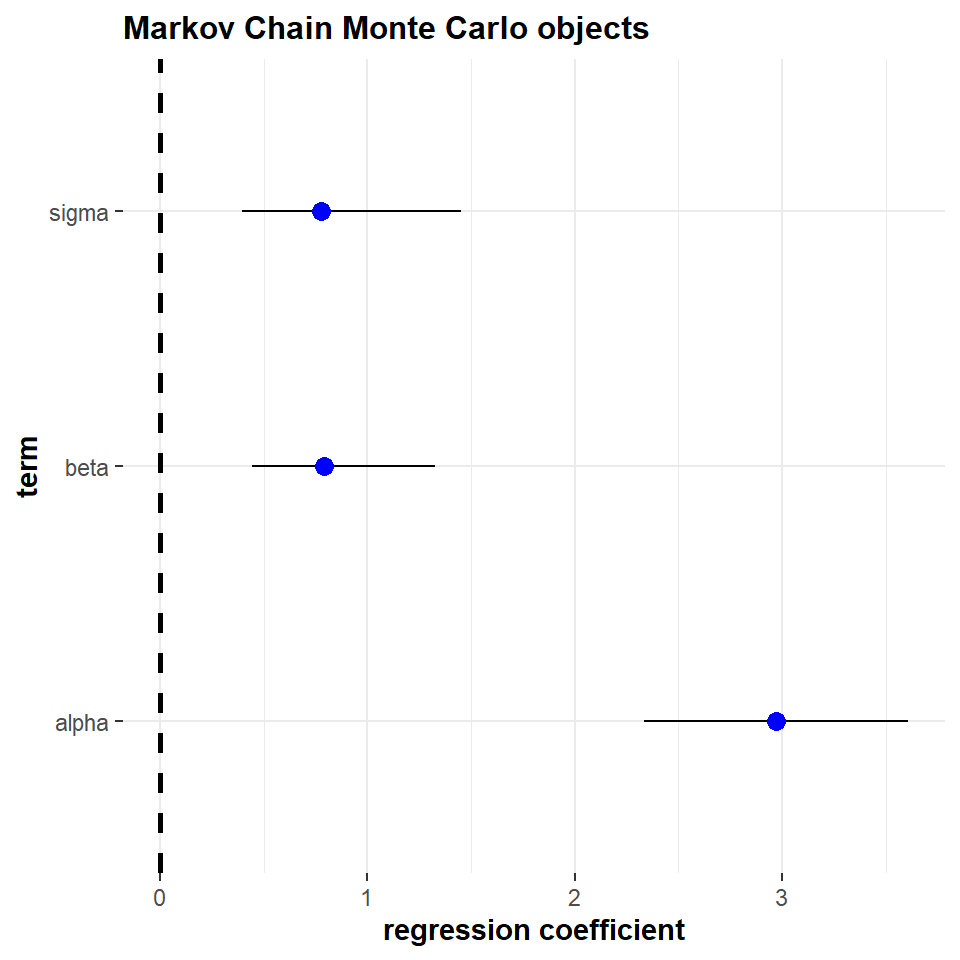 Markov Chain Monte Carlo objects
term
sigma
beta
alpha
0 1 2 3
regression coefficient